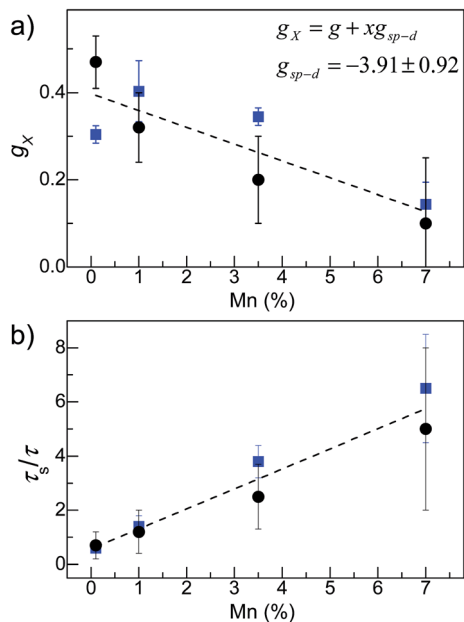 a)
g_X = g + xg_{sp-d}
g_{sp-d} = −3.91±0.92
0.4
0.2
0.0
g_X
0 1 2 3 4 5 6 7
Mn (%)
b)
8
6
4
2
0
τ_s/τ
0 1 2 3 4 5 6 7
Mn (%)